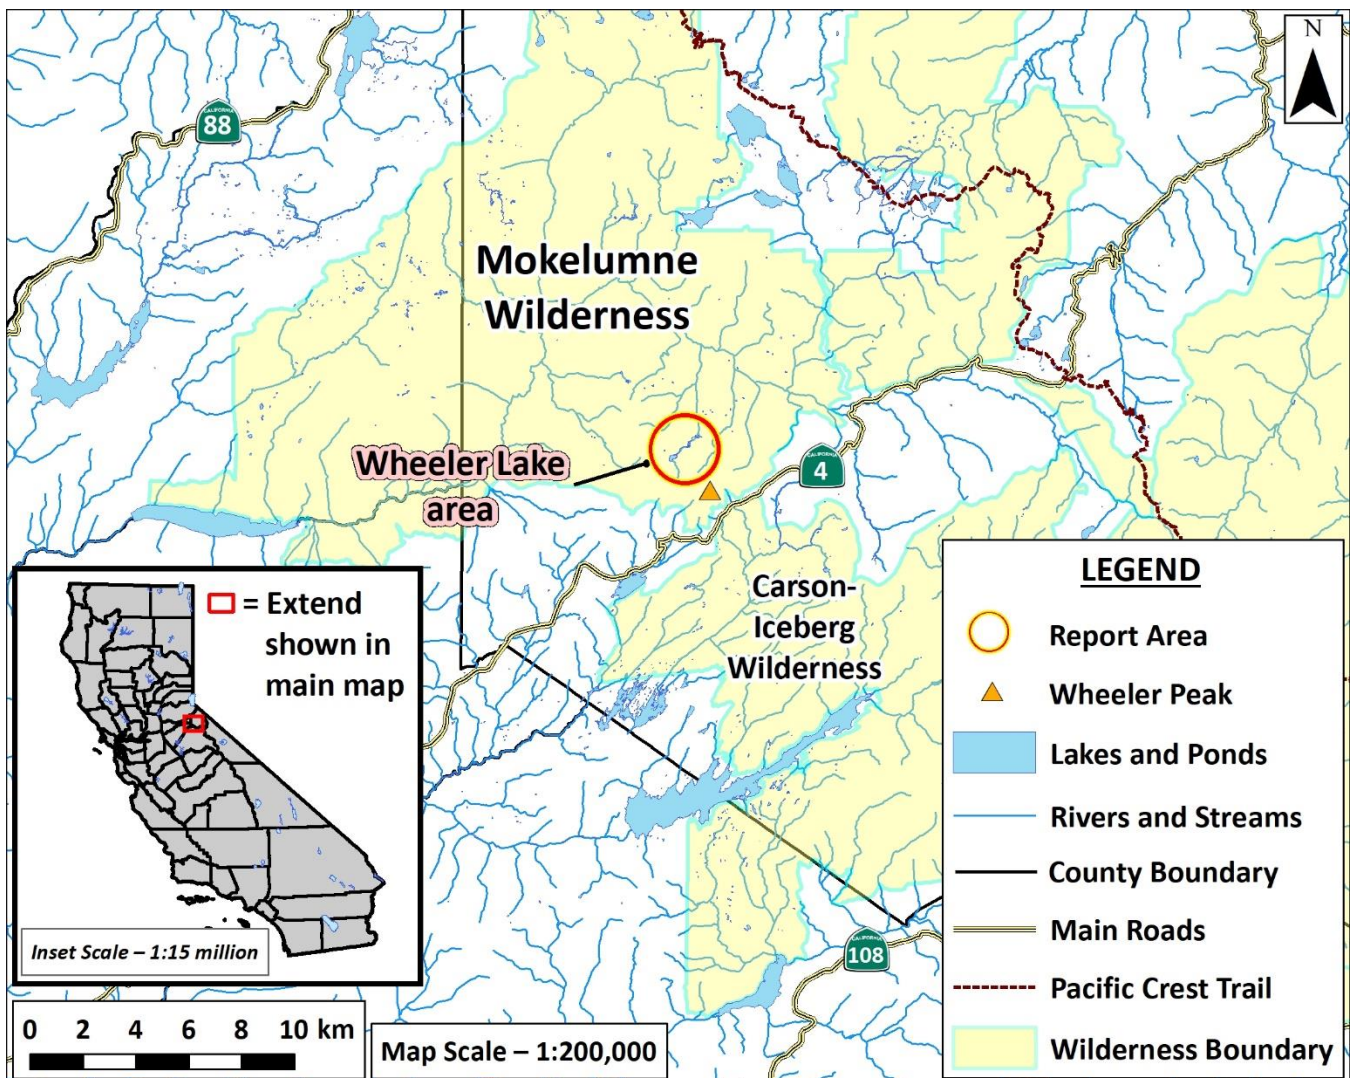 N
CALIFORNIA
88
Mokelumne
Wilderness
Wheeler Lake
area
CALIFORNIA
4
Carson-
Iceberg
Wilderness
CALIFORNIA
108
= Extend
shown in
main map
Inset Scale – 1:15 million
0 2 4 6 8 10 km
Map Scale – 1:200,000
LEGEND
Report Area
Wheeler Peak
Lakes and Ponds
Rivers and Streams
County Boundary
Main Roads
Pacific Crest Trail
Wilderness Boundary